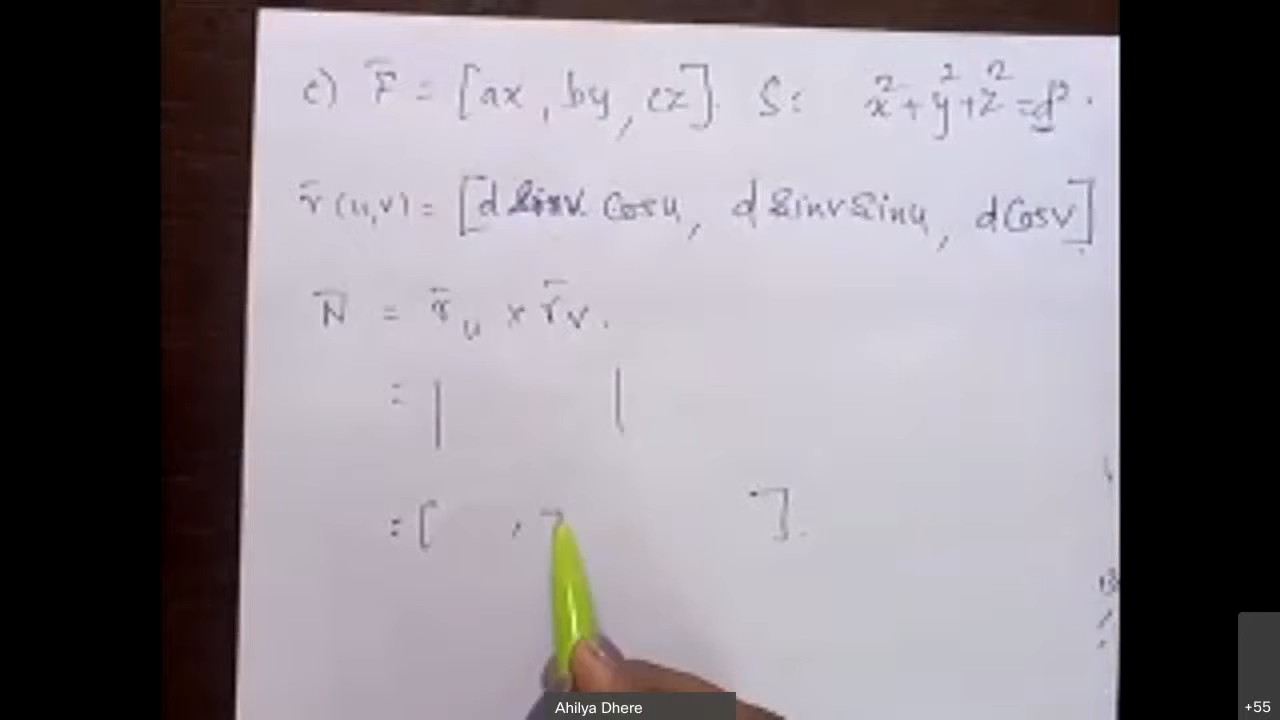 c) F̄ = [ax, by, cz]. S: x²+y²+z²=d².
r̄(u,v) = [d Sinv Cosu, d Sinv Sinu, d Cosv]
N̄ = r̄u × r̄v.
= | |
= [ , ].
Ahilya Dhere
+55